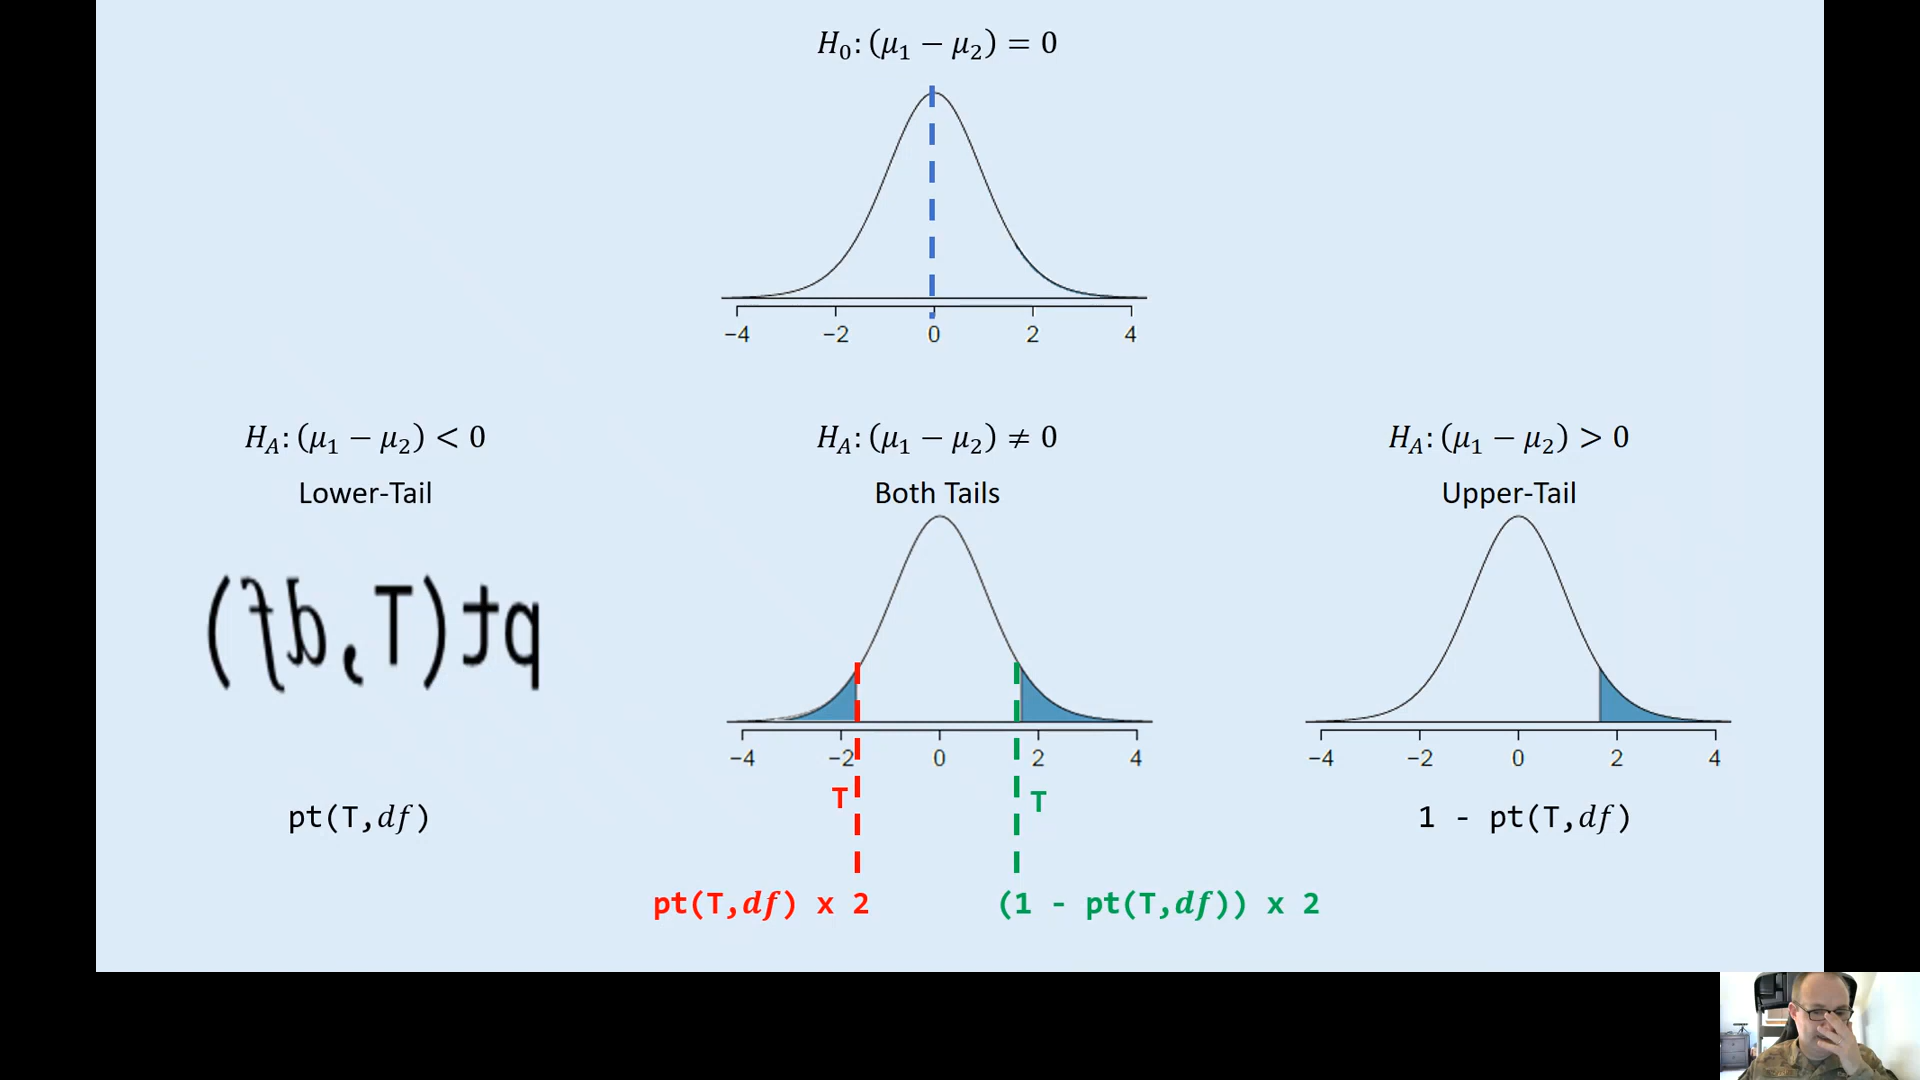 H₀: (μ₁ − μ₂) = 0
−4 −2 0 2 4
H_A: (μ₁ − μ₂) < 0
Lower-Tail
pt(T,df)
pt(T,df)
H_A: (μ₁ − μ₂) ≠ 0
Both Tails
−4 −2 0 2 4
T T
pt(T,df) x 2
(1 - pt(T,df)) x 2
H_A: (μ₁ − μ₂) > 0
Upper-Tail
−4 −2 0 2 4
1 - pt(T,df)